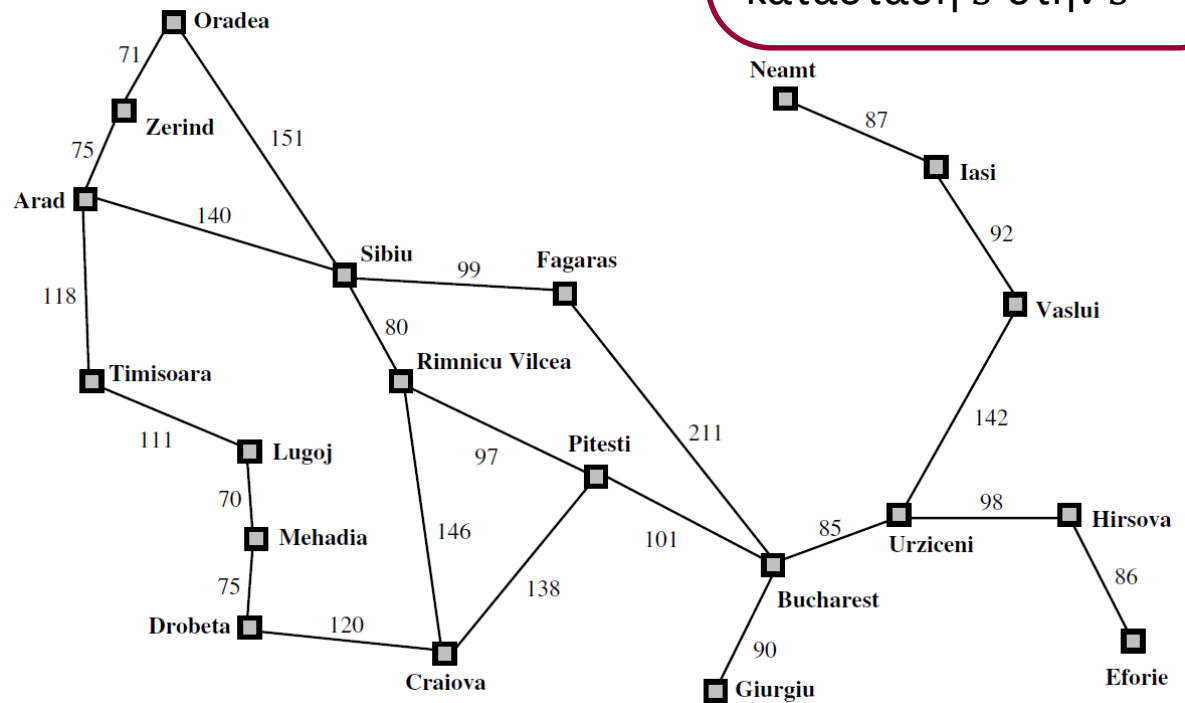 κατάσταση s στην s
Oradea
71
Neamt
87
Zerind
151
75
Iasi
Arad
140
92
Sibiu
Fagaras
99
118
Vaslui
80
Timisoara
Rimnicu Vilcea
142
211
111
Lugoj
97
Pitesti
70
98
Hirsova
146
101
85
Urziceni
Mehadia
86
75
138
Bucharest
Drobeta
120
90
Eforie
Craiova
Giurgiu